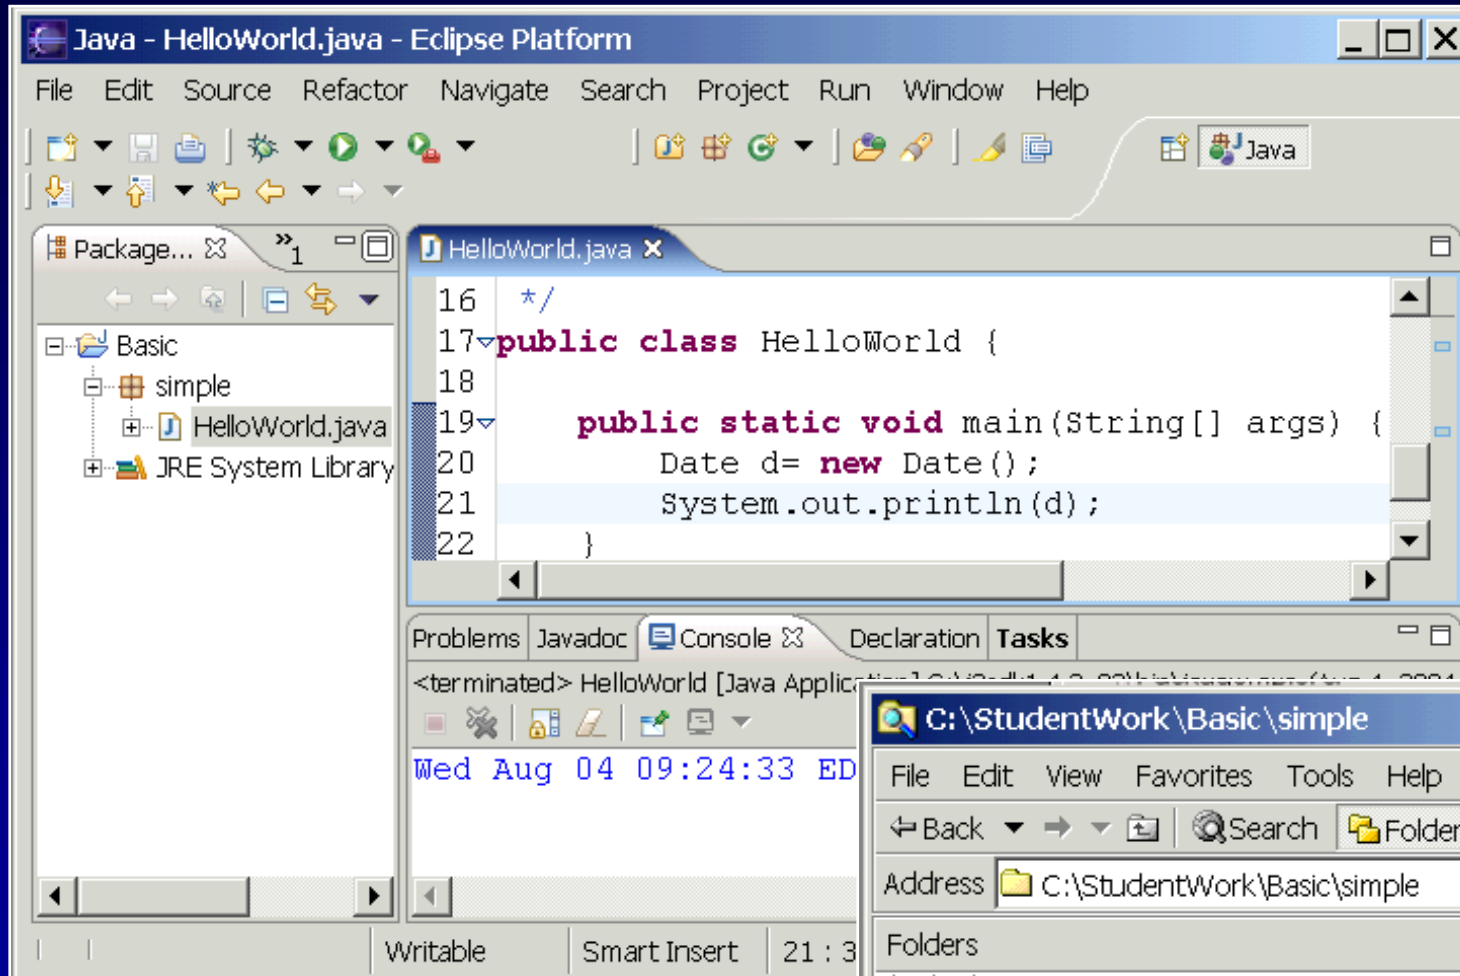 Java - HelloWorld.java - Eclipse Platform
File Edit Source Refactor Navigate Search Project Run Window Help
Java
Package... »1
Basic
simple
HelloWorld.java
JRE System Library
HelloWorld.java
16 */
17 public class HelloWorld {
18
19 public static void main(String[] args) {
20 Date d= new Date();
21 System.out.println(d);
22 }
Problems Javadoc Console Declaration Tasks
<terminated> HelloWorld [Java Applic
Wed Aug 04 09:24:33 ED
Writable Smart Insert 21 : 3
C:\StudentWork\Basic\simple
File Edit View Favorites Tools Help
Back Search Folder
Address C:\StudentWork\Basic\simple
Folders